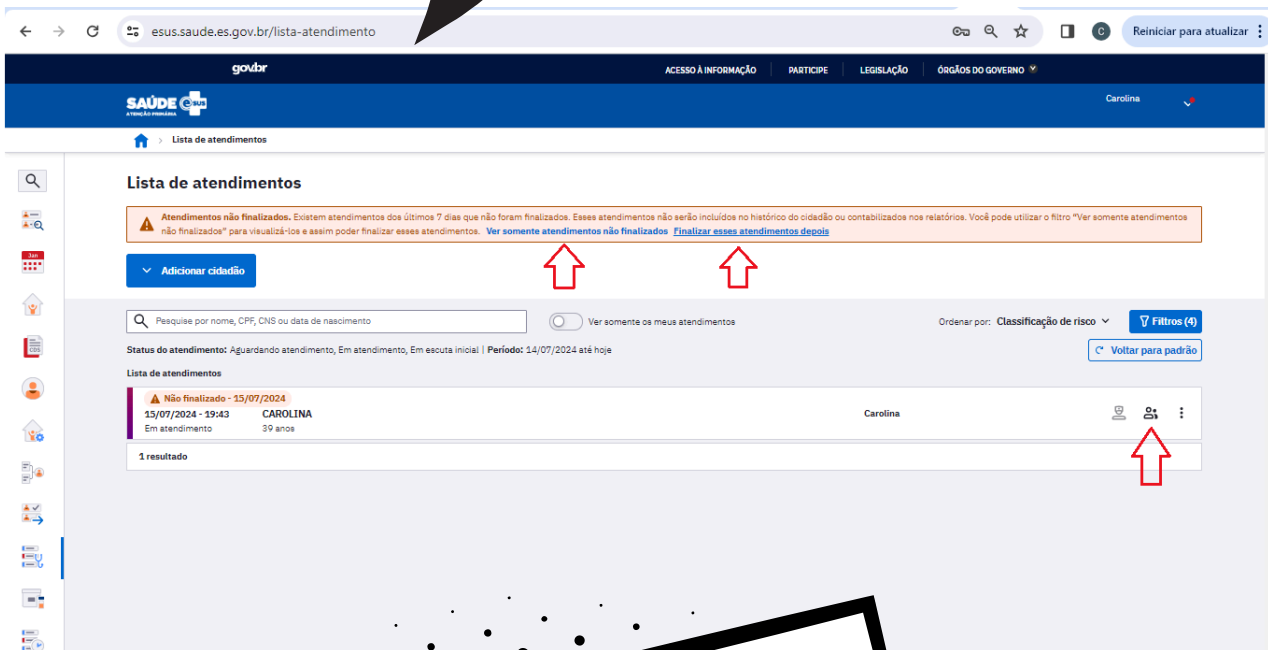 esus.saude.es.gov.br/lista-atendimento
C
Reiniciar para atualizar
gov.br
ACESSO À INFORMAÇÃO
PARTICIPE
LEGISLAÇÃO
ÓRGÃOS DO GOVERNO
SAÚDE e-SUS
ATENÇÃO PRIMÁRIA
Carolina
Lista de atendimentos
Lista de atendimentos
Atendimentos não finalizados. Existem atendimentos dos últimos 7 dias que não foram finalizados. Esses atendimentos não serão incluídos no histórico do cidadão ou contabilizados nos relatórios. Você pode utilizar o filtro "Ver somente atendimentos
não finalizados" para visualizá-los e assim poder finalizar esses atendimentos. Ver somente atendimentos não finalizados Finalizar esses atendimentos depois
Jan
Adicionar cidadão
Pesquise por nome, CPF, CNS ou data de nascimento
Ver somente os meus atendimentos
Ordenar por: Classificação de risco
Filtros (4)
CDS
Status do atendimento: Aguardando atendimento, Em atendimento, Em escuta inicial | Período: 14/07/2024 até hoje
Voltar para padrão
Lista de atendimentos
Não finalizado - 15/07/2024
15/07/2024 - 19:43 CAROLINA
Carolina
Em atendimento 39 anos
1 resultado